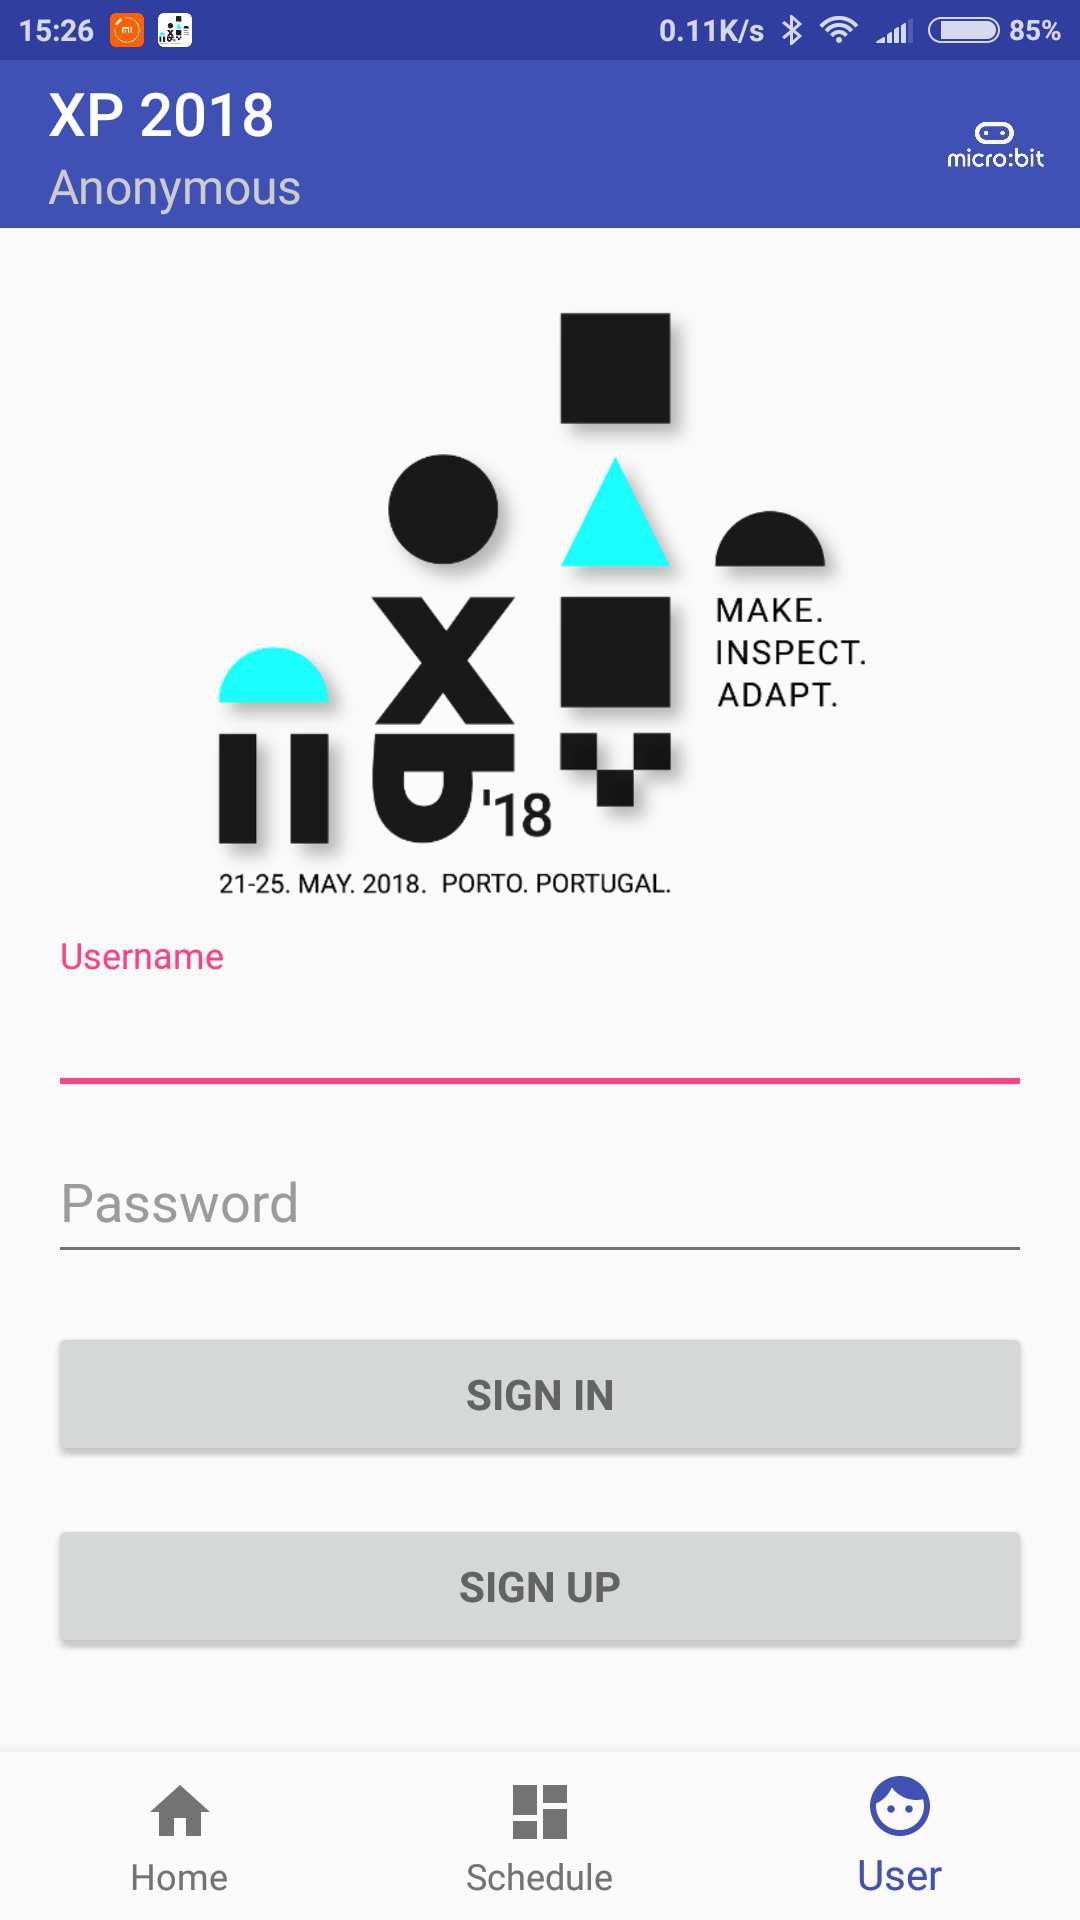 15:26
0.11K/s
85%
XP 2018
Anonymous
micro:bit
MAKE.
INSPECT.
ADAPT.
XP
'18
21-25. MAY. 2018. PORTO. PORTUGAL.
Username
Password
SIGN IN
SIGN UP
Home
Schedule
User